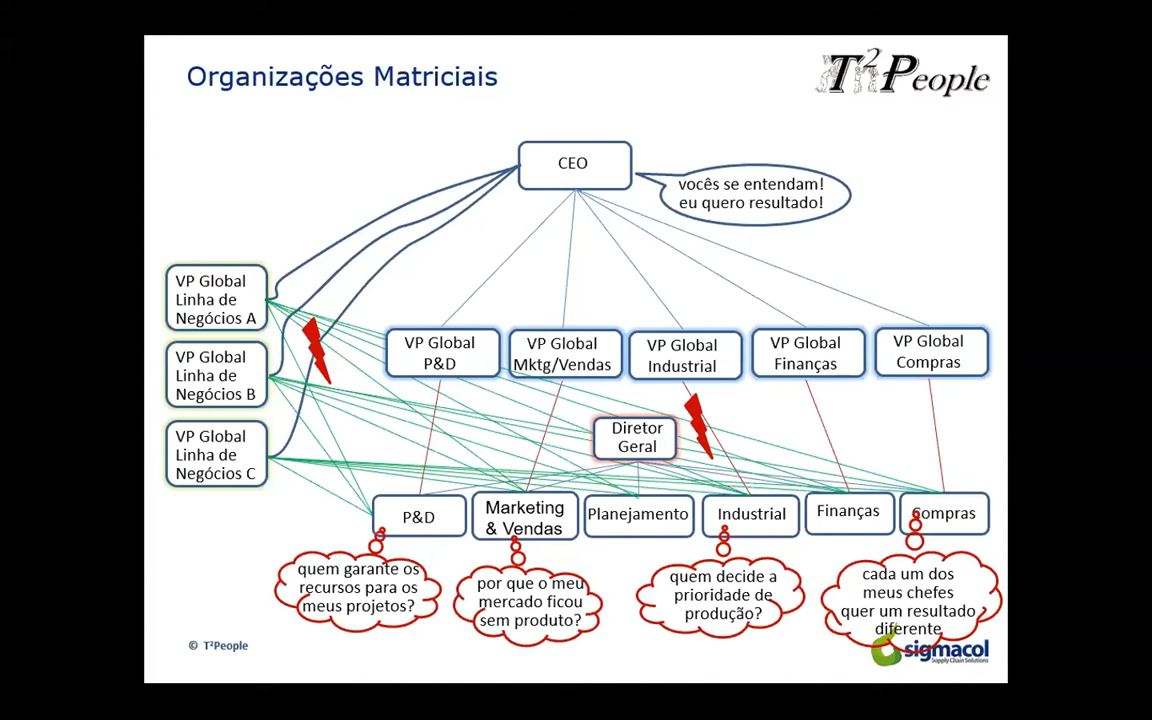 Organizações Matriciais
T²People
CEO
vocês se entendam!
eu quero resultado!
VP Global
Linha de
Negócios A
VP Global
Linha de
Negócios B
VP Global
Linha de
Negócios C
VP Global
P&D
VP Global
Mktg/Vendas
VP Global
Industrial
VP Global
Finanças
VP Global
Compras
Diretor
Geral
P&D
Marketing
& Vendas
Planejamento
Industrial
Finanças
Compras
quem garante os
recursos para os
meus projetos?
por que o meu
mercado ficou
sem produto?
quem decide a
prioridade de
produção?
cada um dos
meus chefes
quer um resultado
diferente
© T²People
sigmacol
Supply Chain Solutions